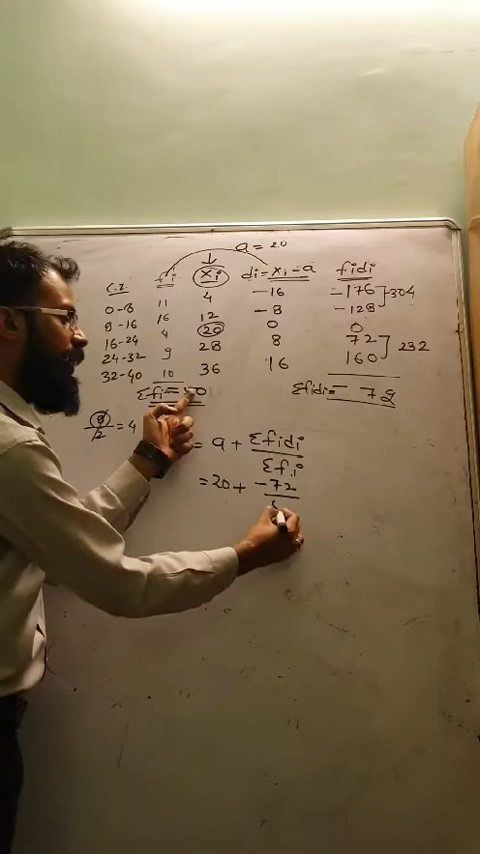 a = 20
C.I fi xi di = xi - a fidi
0-8 11 4 -16 -176 ] 304
8-16 16 12 -8 -128
16-24 4 20 0 0
24-32 9 28 8 72 ] 232
32-40 10 36 16 160
Σfi = 50 Σfidi = - 72
/2 = 4
= a + Σfidi
Σfi
= 20 + -72